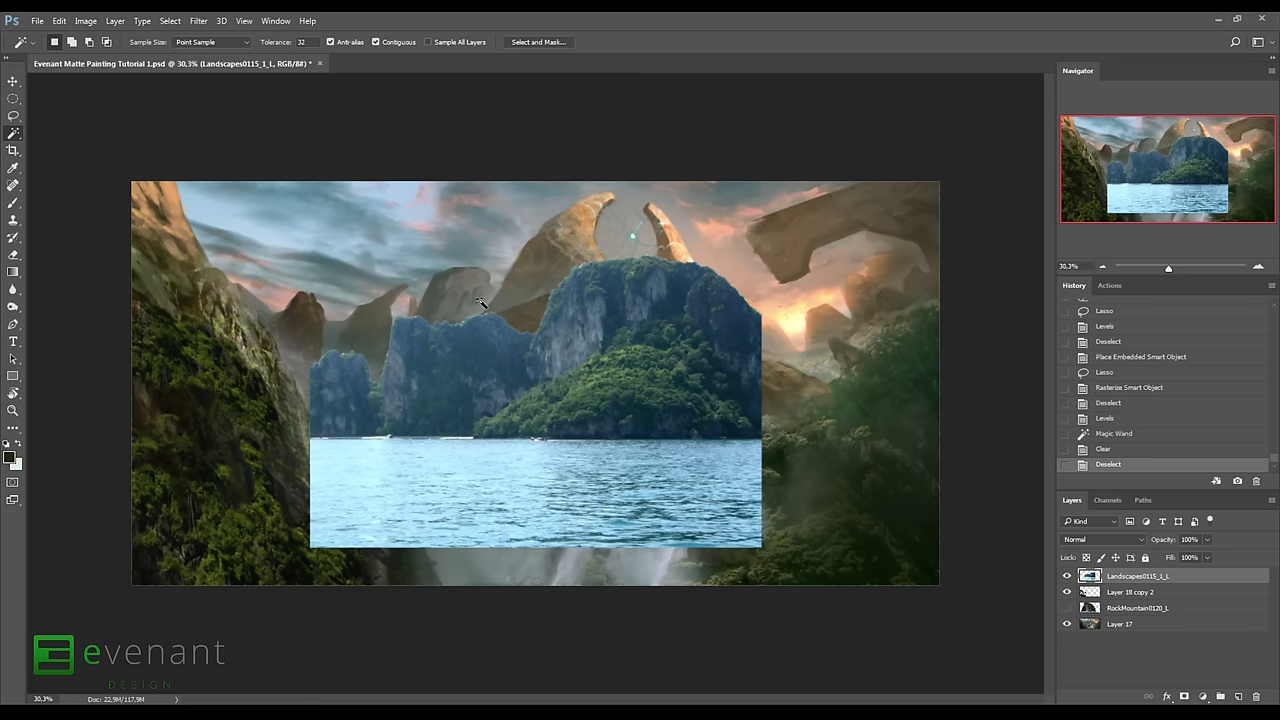 Ps File Edit Image Layer Type Select Filter 3D View Window Help
Sample Size: Point Sample Tolerance: 32 Anti-alias Contiguous Sample All Layers Select and Mask...
Evenant Matte Painting Tutorial 1.psd @ 30,3% (Landscapes0115_1_L, RGB/8#) * ×
Navigator
30,3%
History Actions
Lasso
Levels
Deselect
Place Embedded Smart Object
Lasso
Rasterize Smart Object
Deselect
Levels
Magic Wand
Clear
Deselect
Layers Channels Paths
Kind
Normal Opacity: 100%
Lock: Fill: 100%
Landscapes0115_1_L
Layer 18 copy 2
RockMountain0120_L
Layer 17
fx
evenant
DESIGN
30,3% Doc: 22,9M/117,9M